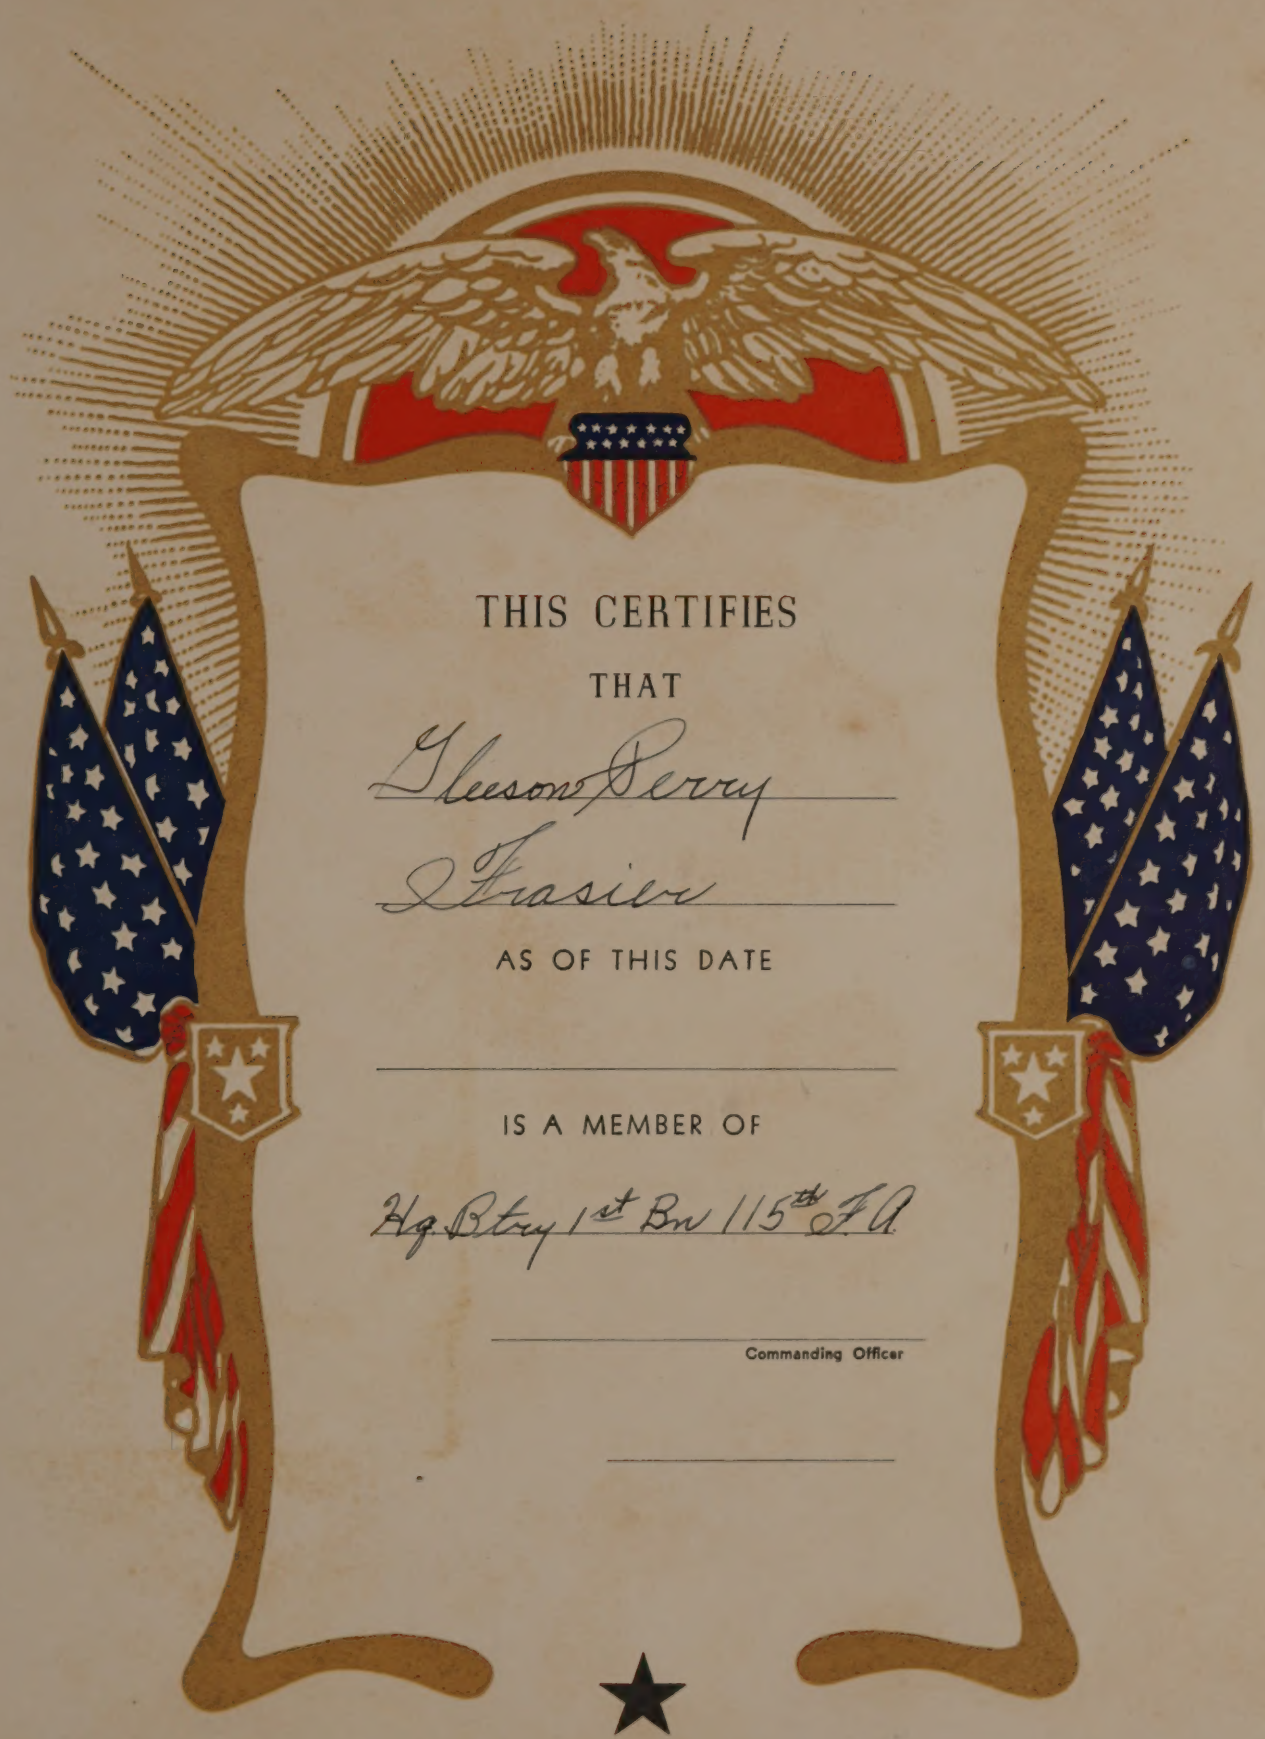 THIS CERTIFIES
THAT
Gleeson Perry
Frasier
AS OF THIS DATE
IS A MEMBER OF
Hq. Btry 1st Bn 115th F A
Commanding Officer